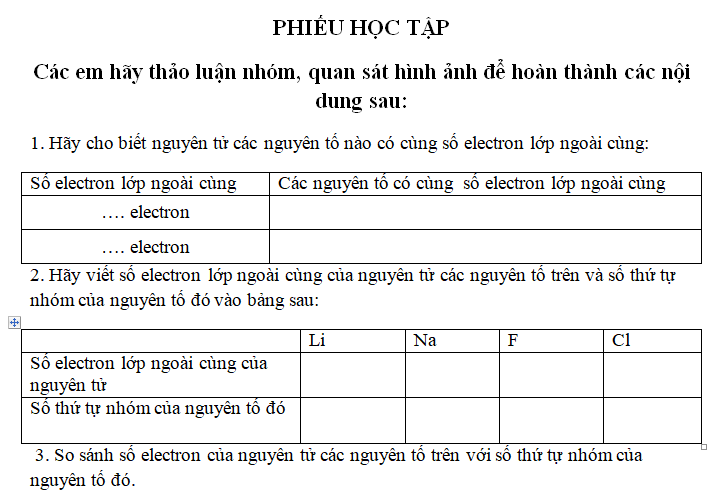 PHIẾU HỌC TẬP
Các em hãy thảo luận nhóm, quan sát hình ảnh để hoàn thành các nội
dung sau:
1. Hãy cho biết nguyên tử các nguyên tố nào có cùng số electron lớp ngoài cùng:
Số electron lớp ngoài cùng Các nguyên tố có cùng số electron lớp ngoài cùng
…. electron
…. electron
2. Hãy viết số electron lớp ngoài cùng của nguyên tử các nguyên tố trên và số thứ tự
nhóm của nguyên tố đó vào bảng sau:
Li Na F Cl
Số electron lớp ngoài cùng của
nguyên tử
Số thứ tự nhóm của nguyên tố đó
3. So sánh số electron của nguyên tử các nguyên tố trên với số thứ tự nhóm của
nguyên tố đó.